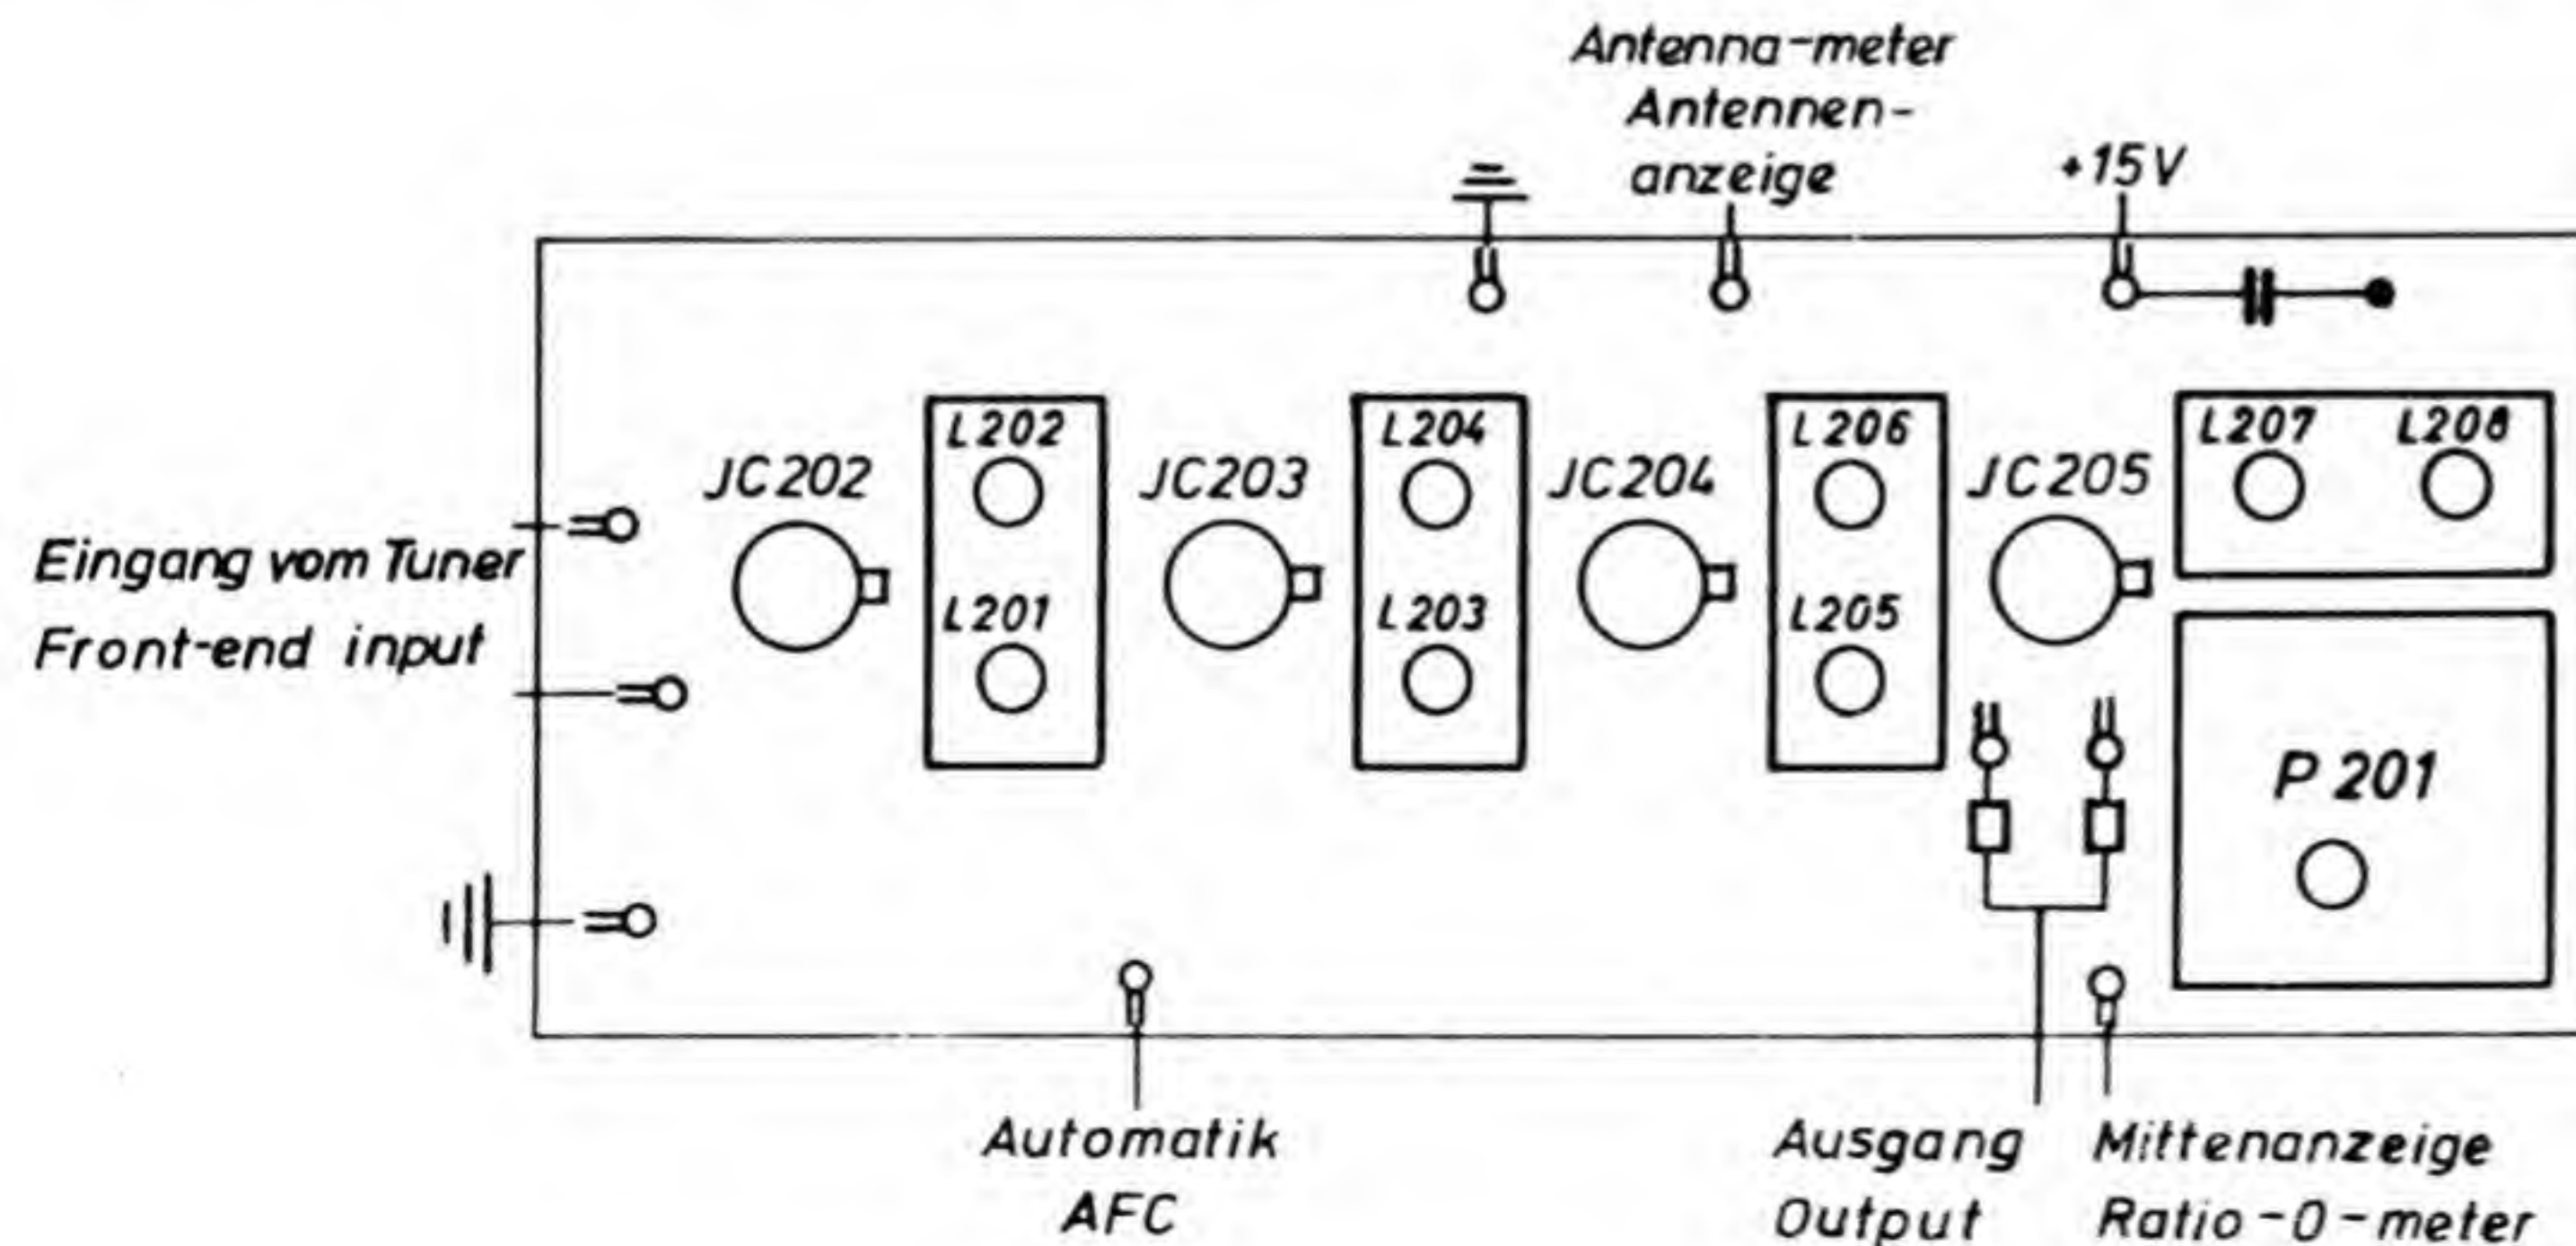 Antenna-meter
Antennen-
anzeige
+15V
L202
L204
L206
L207
L208
JC202
JC203
JC204
JC205
Eingang vom Tuner
Front-end input
L201
L203
L205
P 201
Automatik
AFC
Ausgang
Output
Mittenanzeige
Ratio-0-meter